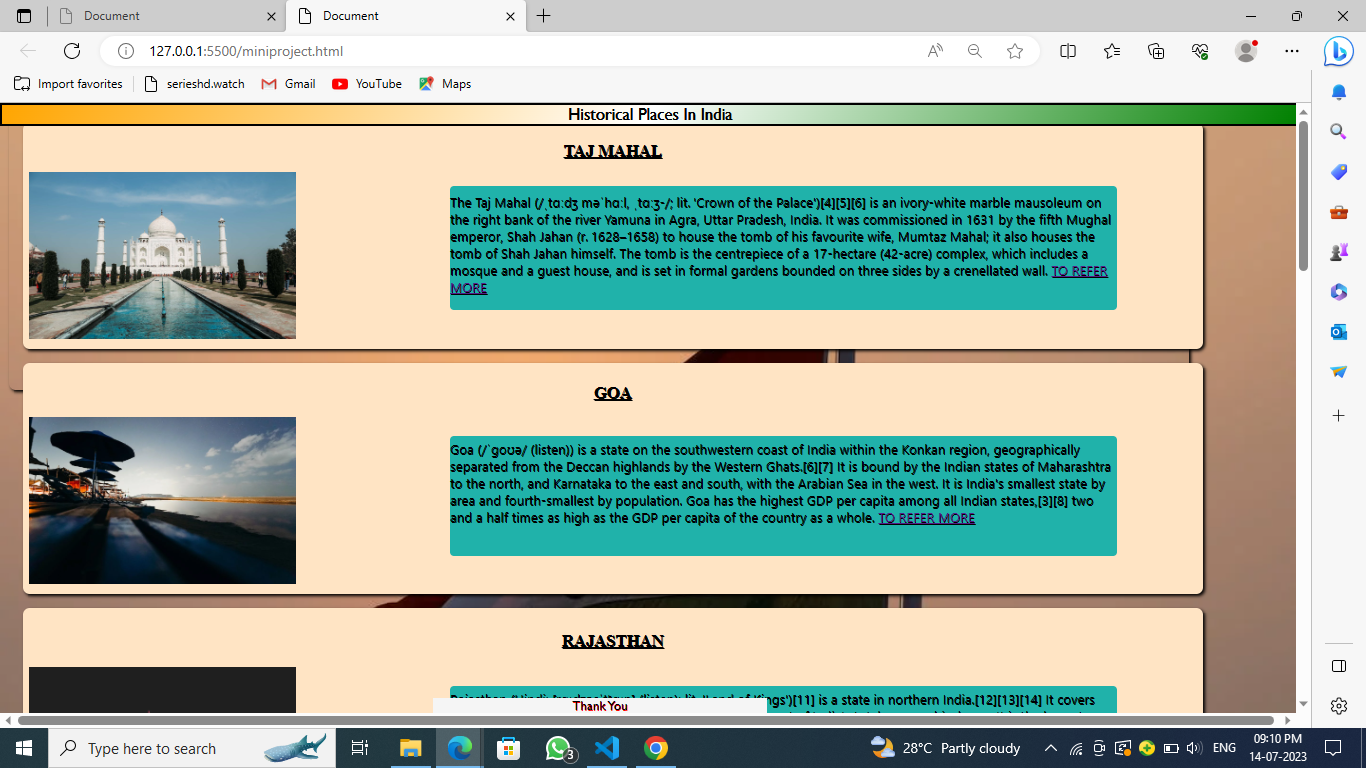 Document
Document
127.0.0.1:5500/miniproject.html
Import favorites
serieshd.watch
Gmail
YouTube
Maps
Historical Places In India
TAJ MAHAL
The Taj Mahal (/ˌtɑːdʒ məˈhɑːl, ˌtɑːʒ-/; lit. 'Crown of the Palace')[4][5][6] is an ivory-white marble mausoleum on
the right bank of the river Yamuna in Agra, Uttar Pradesh, India. It was commissioned in 1631 by the fifth Mughal
emperor, Shah Jahan (r. 1628–1658) to house the tomb of his favourite wife, Mumtaz Mahal; it also houses the
tomb of Shah Jahan himself. The tomb is the centrepiece of a 17-hectare (42-acre) complex, which includes a
mosque and a guest house, and is set in formal gardens bounded on three sides by a crenellated wall. TO REFER
MORE
GOA
Goa (/ˈɡoʊə/ (listen)) is a state on the southwestern coast of India within the Konkan region, geographically
separated from the Deccan highlands by the Western Ghats.[6][7] It is bound by the Indian states of Maharashtra
to the north, and Karnataka to the east and south, with the Arabian Sea in the west. It is India's smallest state by
area and fourth-smallest by population. Goa has the highest GDP per capita among all Indian states,[3][8] two
and a half times as high as the GDP per capita of the country as a whole. TO REFER MORE
RAJASTHAN
is a state in northern India.[12][13][14] It covers
Thank You
Type here to search
3
28°C Partly cloudy
ENG
09:10 PM
14-07-2023